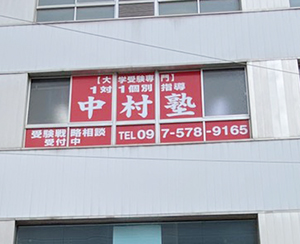 【大学受験専門】
1対1個別指導
中村塾
受験戦略相談
受付中
TEL 097-578-9165